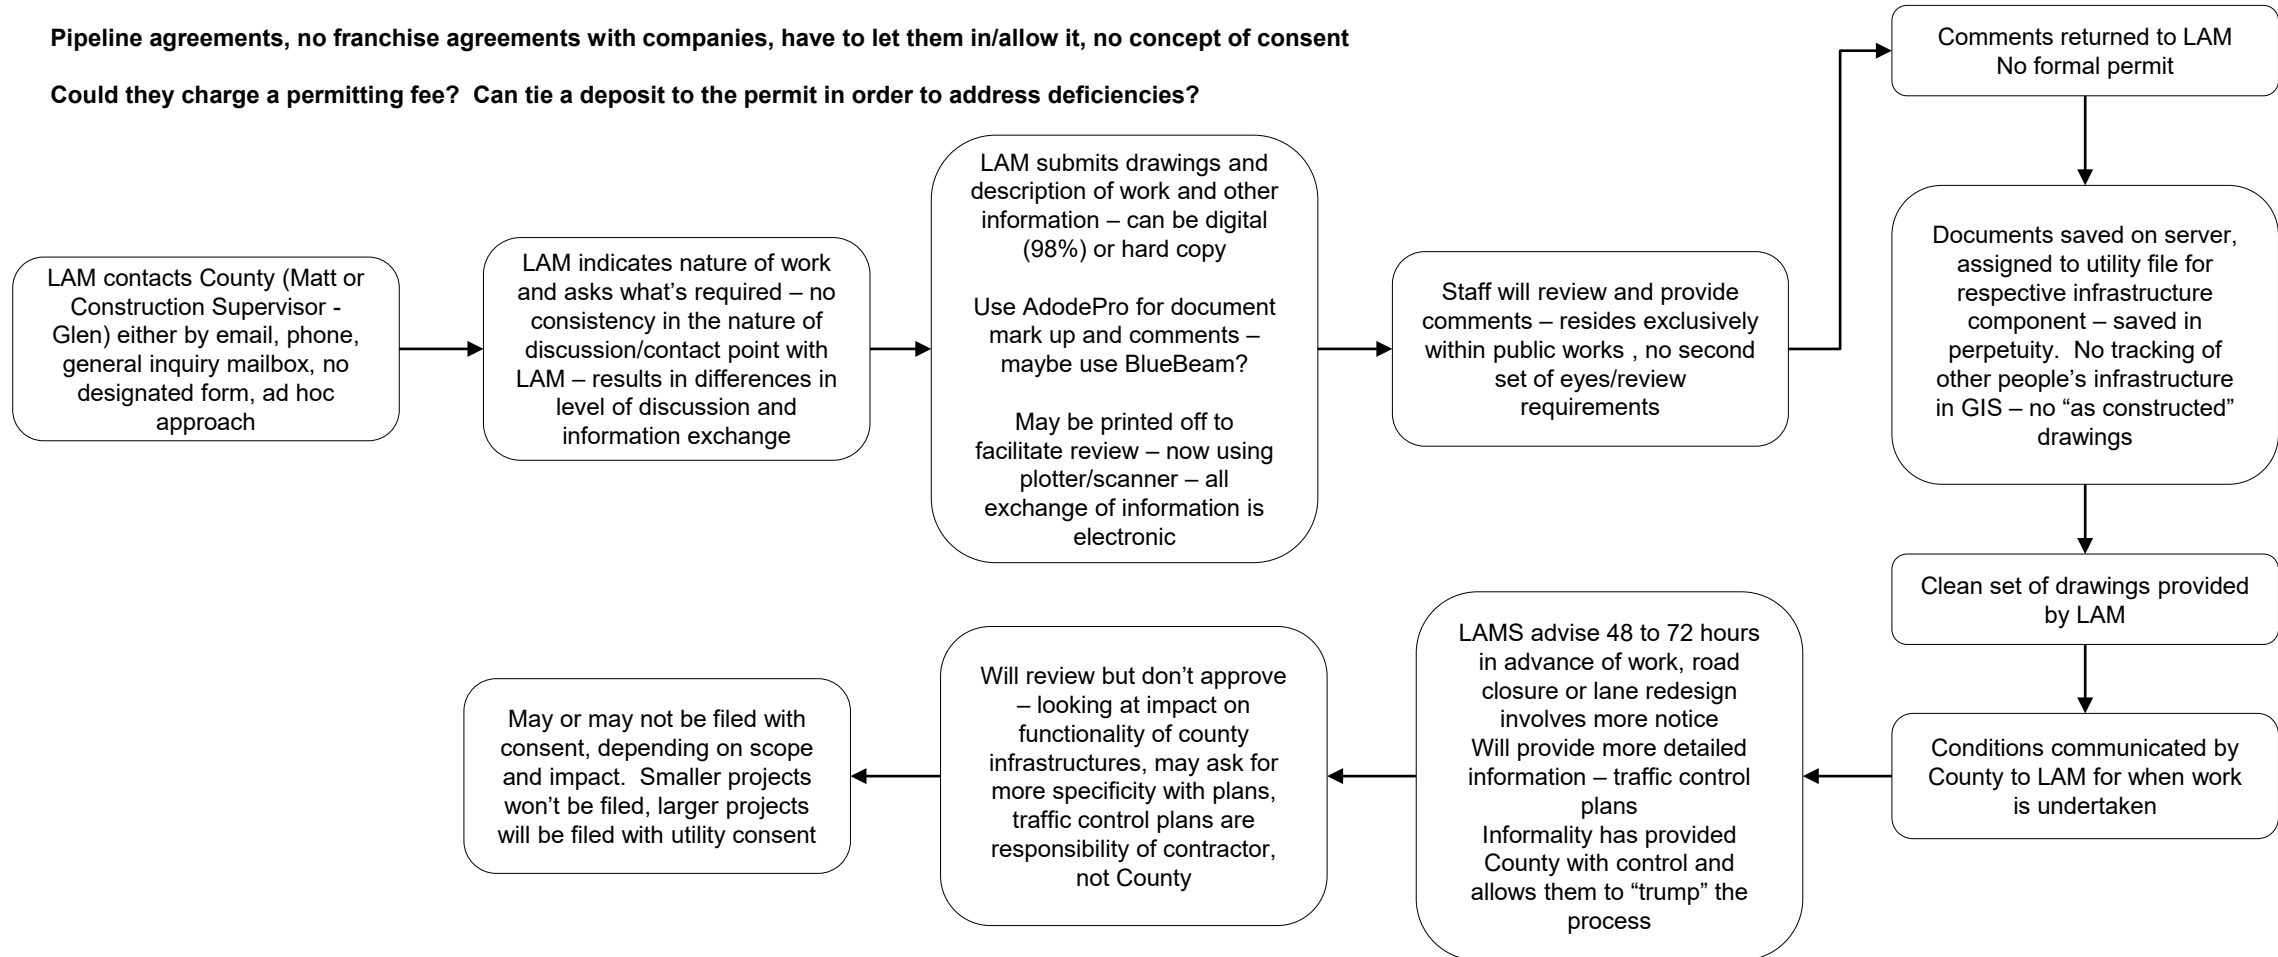 Pipeline agreements, no franchise agreements with companies, have to let them in/allow it, no concept of consent
Could they charge a permitting fee?  Can tie a deposit to the permit in order to address deficiencies?
LAM contacts County (Matt or
Construction Supervisor -
Glen) either by email, phone,
general inquiry mailbox, no
designated form, ad hoc
approach
LAM indicates nature of work
and asks what’s required – no
consistency in the nature of
discussion/contact point with
LAM – results in differences in
level of discussion and
information exchange
LAM submits drawings and
description of work and other
information – can be digital
(98%) or hard copy
Use AdodePro for document
mark up and comments –
maybe use BlueBeam?
May be printed off to
facilitate review – now using
plotter/scanner – all
exchange of information is
electronic
Staff will review and provide
comments – resides exclusively
within public works , no second
set of eyes/review
requirements
Comments returned to LAM
No formal permit
Documents saved on server,
assigned to utility file for
respective infrastructure
component – saved in
perpetuity.  No tracking of
other people’s infrastructure
in GIS – no “as constructed”
drawings
Clean set of drawings provided
by LAM
Conditions communicated by
County to LAM for when work
is undertaken
LAMS advise 48 to 72 hours
in advance of work, road
closure or lane redesign
involves more notice
Will provide more detailed
information – traffic control
plans
Informality has provided
County with control and
allows them to “trump” the
process
Will review but don’t approve
– looking at impact on
functionality of county
infrastructures, may ask for
more specificity with plans,
traffic control plans are
responsibility of contractor,
not County
May or may not be filed with
consent, depending on scope
and impact.  Smaller projects
won’t be filed, larger projects
will be filed with utility consent